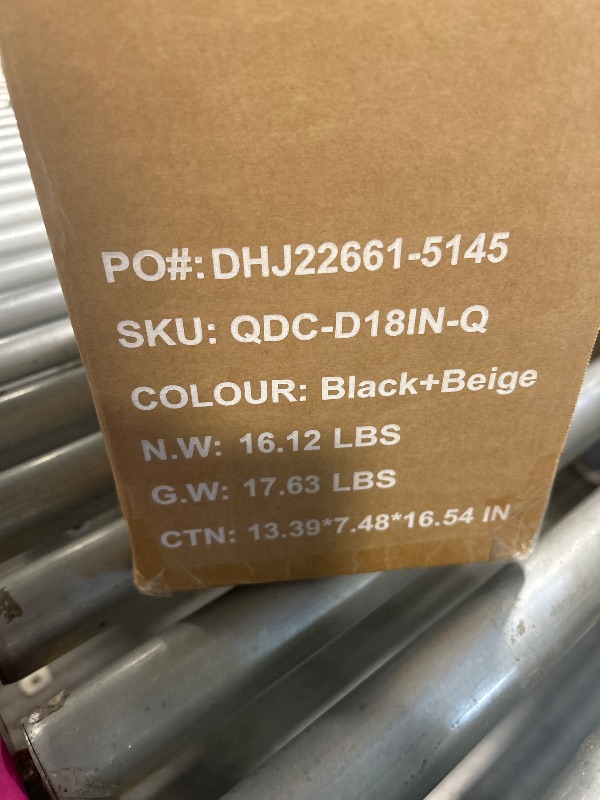 PO#: DHJ22661-5145
SKU: QDC-D18IN-Q
COLOUR: Black+Beige
N.W: 16.12 LBS
G.W: 17.63 LBS
CTN: 13.39*7.48*16.54 IN